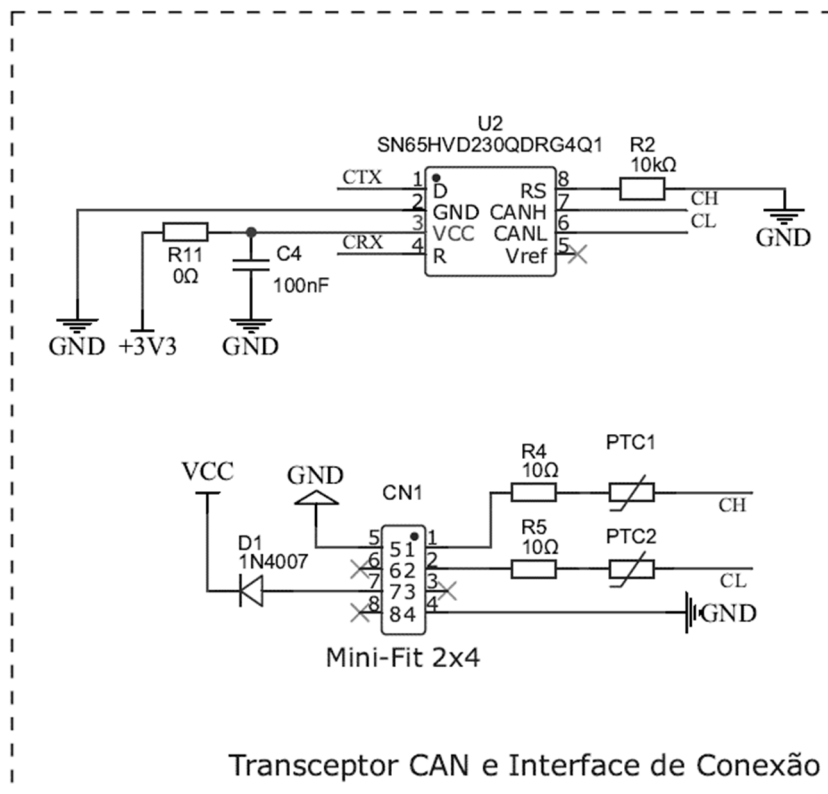 U2
SN65HVD230QDRG4Q1
R2
10kΩ
CTX
1
D
RS
8
CH
2
GND
CANH
7
CL
3
VCC
CANL
6
GND
CRX
4
R
Vref
5
R11
0Ω
C4
100nF
GND
+3V3
GND
PTC1
R4
10Ω
VCC
GND
CN1
CH
R5
10Ω
PTC2
D1
1N4007
5
51
1
6
62
2
CL
7
73
3
8
84
4
GND
Mini-Fit 2x4
Transceptor CAN e Interface de Conexão